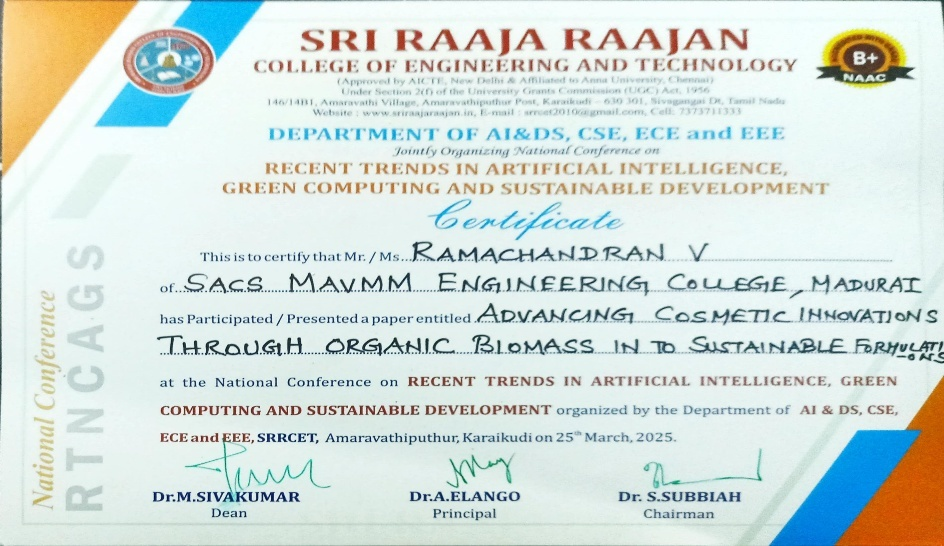 SRI RAAJA RAAJAN
COLLEGE OF ENGINEERING AND TECHNOLOGY
(Approved by AICTE, New Delhi & Affiliated to Anna University, Chennai)
Under Section 2(f) of the University Grants Commission (UGC) Act, 1956
146/14B1, Amaravathi Village, Amaravathiputhur Post, Karaikudi – 630 301, Sivagangai Dt, Tamil Nadu
Website : www.sriraajaraajan.in, E-mail : srrcet2010@gmail.com, Cell: 7373711333
B+
NAAC
DEPARTMENT OF AI&DS, CSE, ECE and EEE
Jointly Organizing National Conference on
RECENT TRENDS IN ARTIFICIAL INTELLIGENCE,
GREEN COMPUTING AND SUSTAINABLE DEVELOPMENT
Certificate
This is to certify that Mr. / Ms. RAMACHANDRAN V
of SACS MAVMM ENGINEERING COLLEGE, MADURAI
has Participated / Presented a paper entitled ADVANCING COSMETIC INNOVATIONS
THROUGH ORGANIC BIOMASS IN TO SUSTAINABLE FORMULATI
-ONS
at the National Conference on RECENT TRENDS IN ARTIFICIAL INTELLIGENCE, GREEN
COMPUTING AND SUSTAINABLE DEVELOPMENT organized by the Department of AI & DS, CSE,
ECE and EEE, SRRCET, Amaravathiputhur, Karaikudi on 25th March, 2025.
Dr.M.SIVAKUMAR Dr.A.ELANGO Dr. S.SUBBIAH
Dean Principal Chairman
National Conference
RTNCAGS